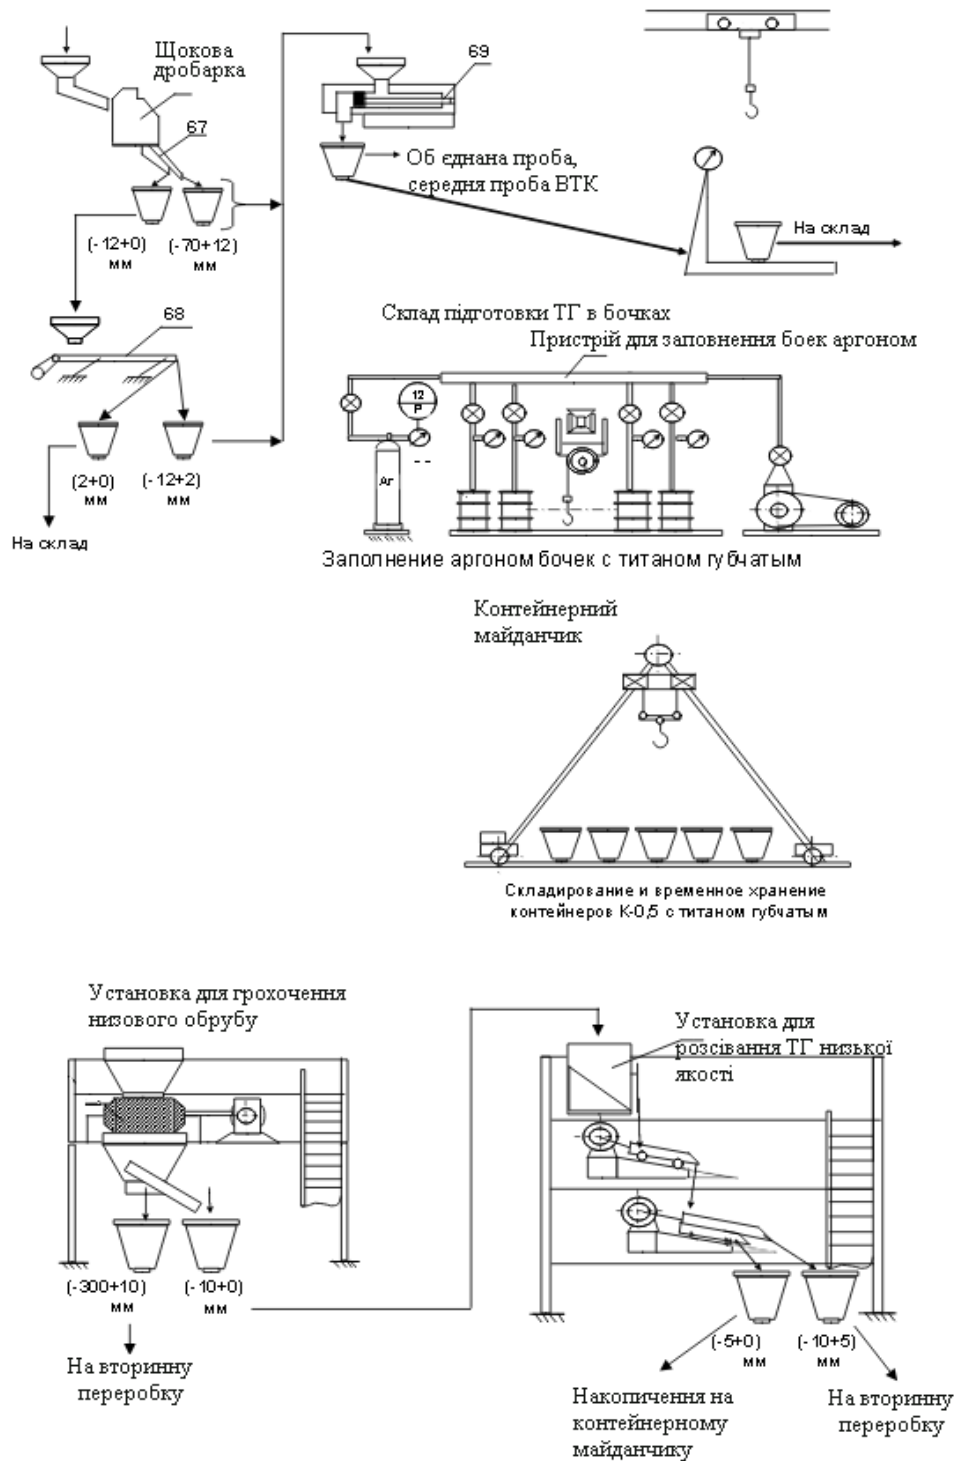 Щокова
дробарка
67
69
Об єднана проба,
середня проба ВТК
На склад
(-12+0)
мм
(-70+12)
мм
68
(2+0)
мм
(-12+2)
мм
На склад
Склад підготовки ТГ в бочках
Пристрій для заповнення боек аргоном
12
P
Ar
Заполнение аргоном бочек с титаном губчатым
Контейнерний
майданчик
Складирование и временное хранение
контейнеров К-0,5 с титаном губчатым
Установка для грохочення
низового обрубу
(-300+10)
мм
(-10+0)
мм
На вторинну
переробку
Установка для
розсівання ТГ низької
якості
(-5+0)
мм
(-10+5)
мм
Накопичення на
контейнерному
майданчику
На вторинну
переробку